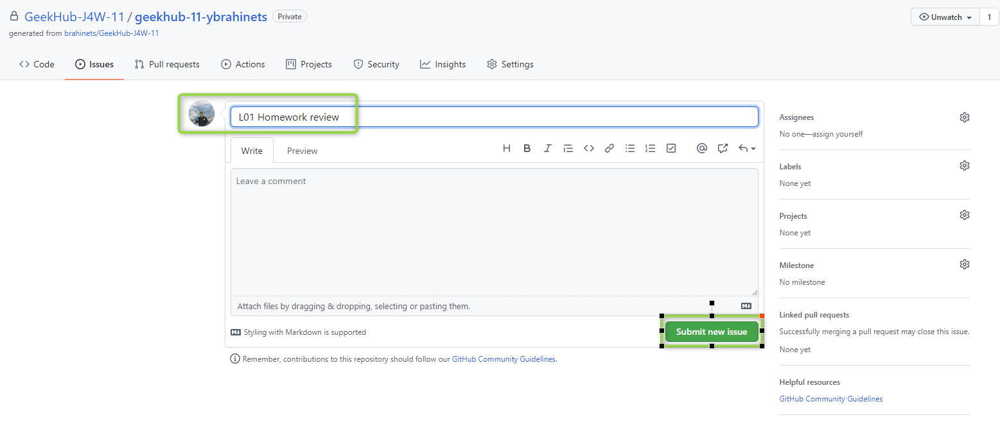 GeekHub-J4W-11 / geekhub-11-ybrahinets Private
Unwatch 1
generated from brahinets/GeekHub-J4W-11
Code Issues Pull requests Actions Projects Security Insights Settings
L01 Homework review
Write Preview
Leave a comment
Attach files by dragging & dropping, selecting or pasting them.
Styling with Markdown is supported
Submit new issue
Remember, contributions to this repository should follow our GitHub Community Guidelines.
Assignees
No one—assign yourself
Labels
None yet
Projects
None yet
Milestone
No milestone
Linked pull requests
Successfully merging a pull request may close this issue.
None yet
Helpful resources
GitHub Community Guidelines